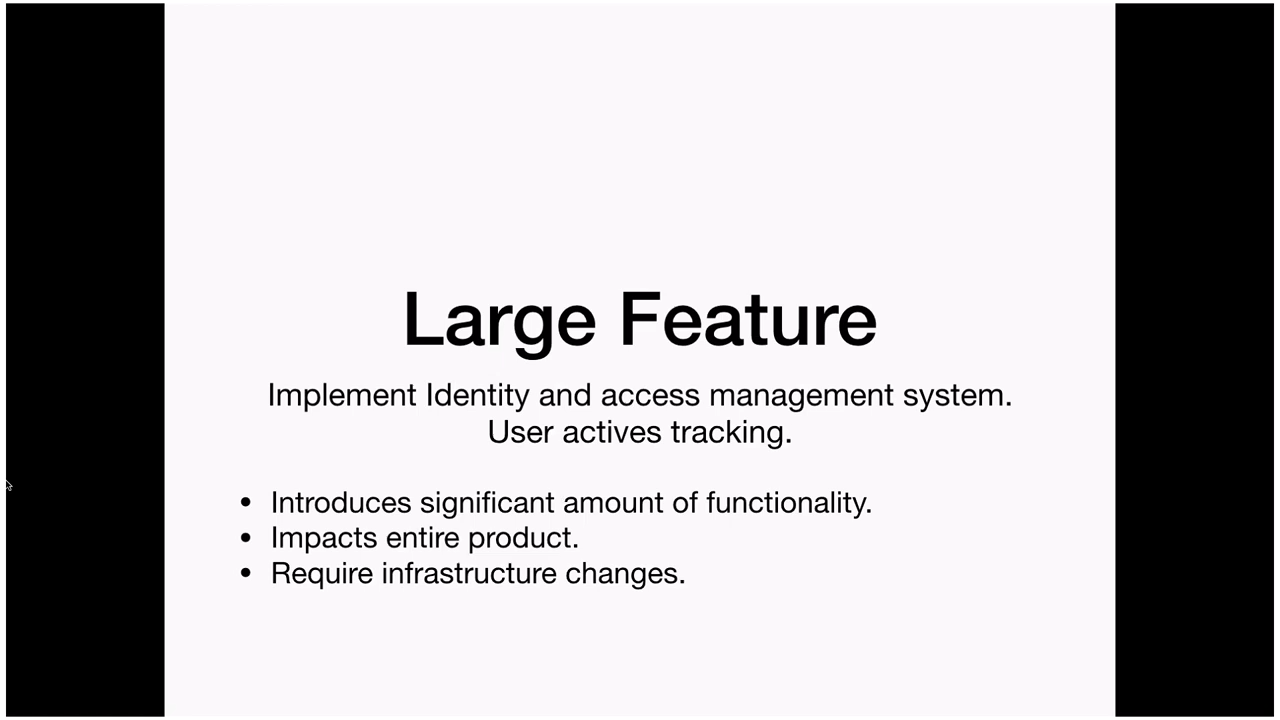 Large Feature
Implement Identity and access management system.
User actives tracking.
• Introduces significant amount of functionality.
• Impacts entire product.
• Require infrastructure changes.